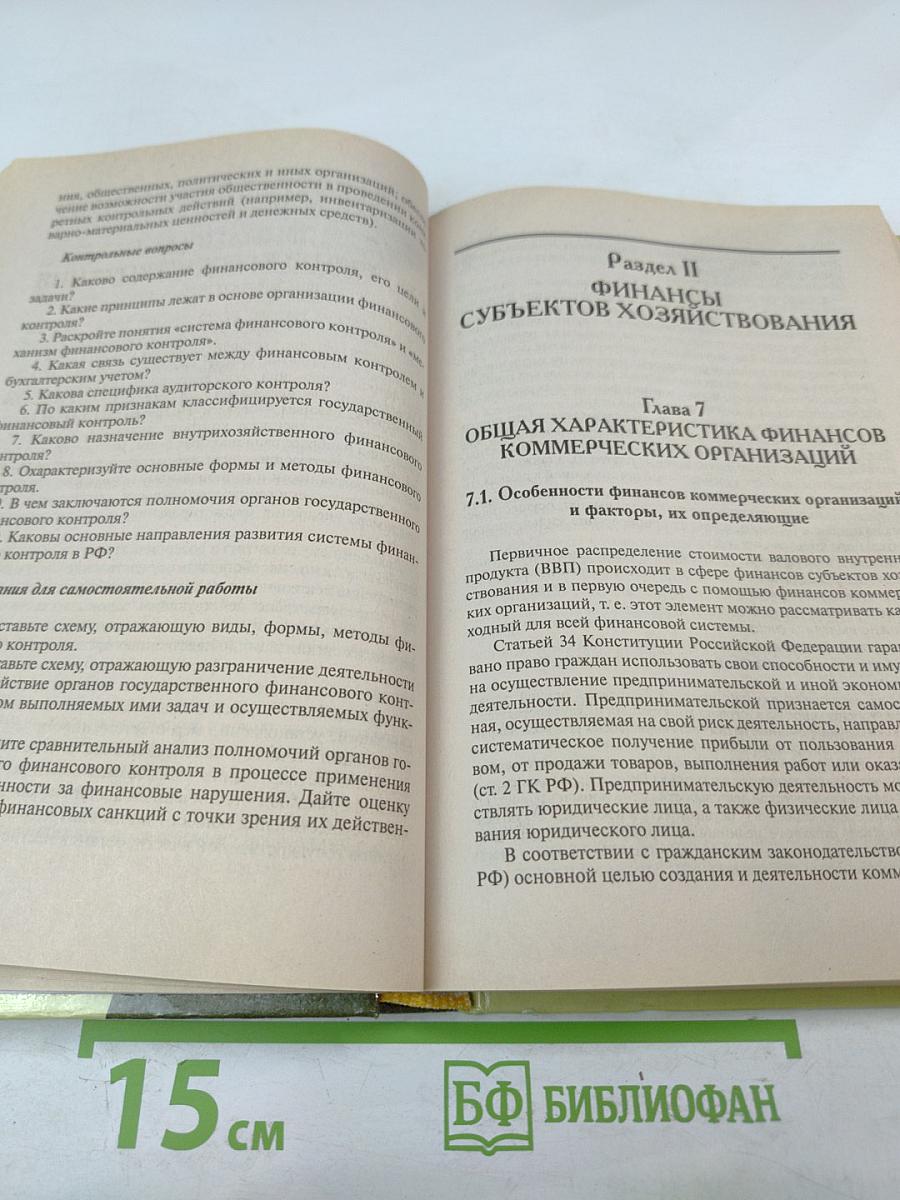 ния, общественных, политических и иных организаций; обеспе-
чение возможности участия общественности в проведении конк-
ретных контрольных действий (например, инвентаризации то-
варно-материальных ценностей и денежных средств).
Контрольные вопросы
1. Каково содержание финансового контроля, его цели и
задачи?
2. Какие принципы лежат в основе организации финансового
контроля?
3. Раскройте понятия «система финансового контроля» и «ме-
ханизм финансового контроля».
4. Какая связь существует между финансовым контролем и
бухгалтерским учетом?
5. Какова специфика аудиторского контроля?
6. По каким признакам классифицируется государственный
финансовый контроль?
7. Каково назначение внутрихозяйственного финансового
нтроля?
8. Охарактеризуйте основные формы и методы финансового
троля.
. В чем заключаются полномочия органов государственного
нсового контроля?
. Каковы основные направления развития системы финан-
о контроля в РФ?
ания для самостоятельной работы
ставьте схему, отражающую виды, формы, методы фи-
о контроля.
тавьте схему, отражающую разграничение деятельности
йствие органов государственного финансового конт-
ом выполняемых ими задач и осуществляемых функ-
ите сравнительный анализ полномочий органов го-
го финансового контроля в процессе применения
нности за финансовые нарушения. Дайте оценку
финансовых санкций с точки зрения их действен-
Раздел II
ФИНАНСЫ
СУБЪЕКТОВ ХОЗЯЙСТВОВАНИЯ
Глава 7
ОБЩАЯ ХАРАКТЕРИСТИКА ФИНАНСОВ
КОММЕРЧЕСКИХ ОРГАНИЗАЦИЙ
7.1. Особенности финансов коммерческих организаций
и факторы, их определяющие
Первичное распределение стоимости валового внутренн
продукта (ВВП) происходит в сфере финансов субъектов хоз
ствования и в первую очередь с помощью финансов коммер
ких организаций, т. е. этот элемент можно рассматривать ка
ходный для всей финансовой системы.
Статьей 34 Конституции Российской Федерации гаран
вано право граждан использовать свои способности и иму
на осуществление предпринимательской и иной эконом
деятельности. Предпринимательской признается самос
ная, осуществляемая на свой риск деятельность, направл
систематическое получение прибыли от пользования
вом, от продажи товаров, выполнения работ или оказа
(ст. 2 ГК РФ). Предпринимательскую деятельность мо
ствлять юридические лица, а также физические лица
вания юридического лица.
В соответствии с гражданским законодательство
РФ) основной целью создания и деятельности комм
15 см
БФ БИБЛИОФАН